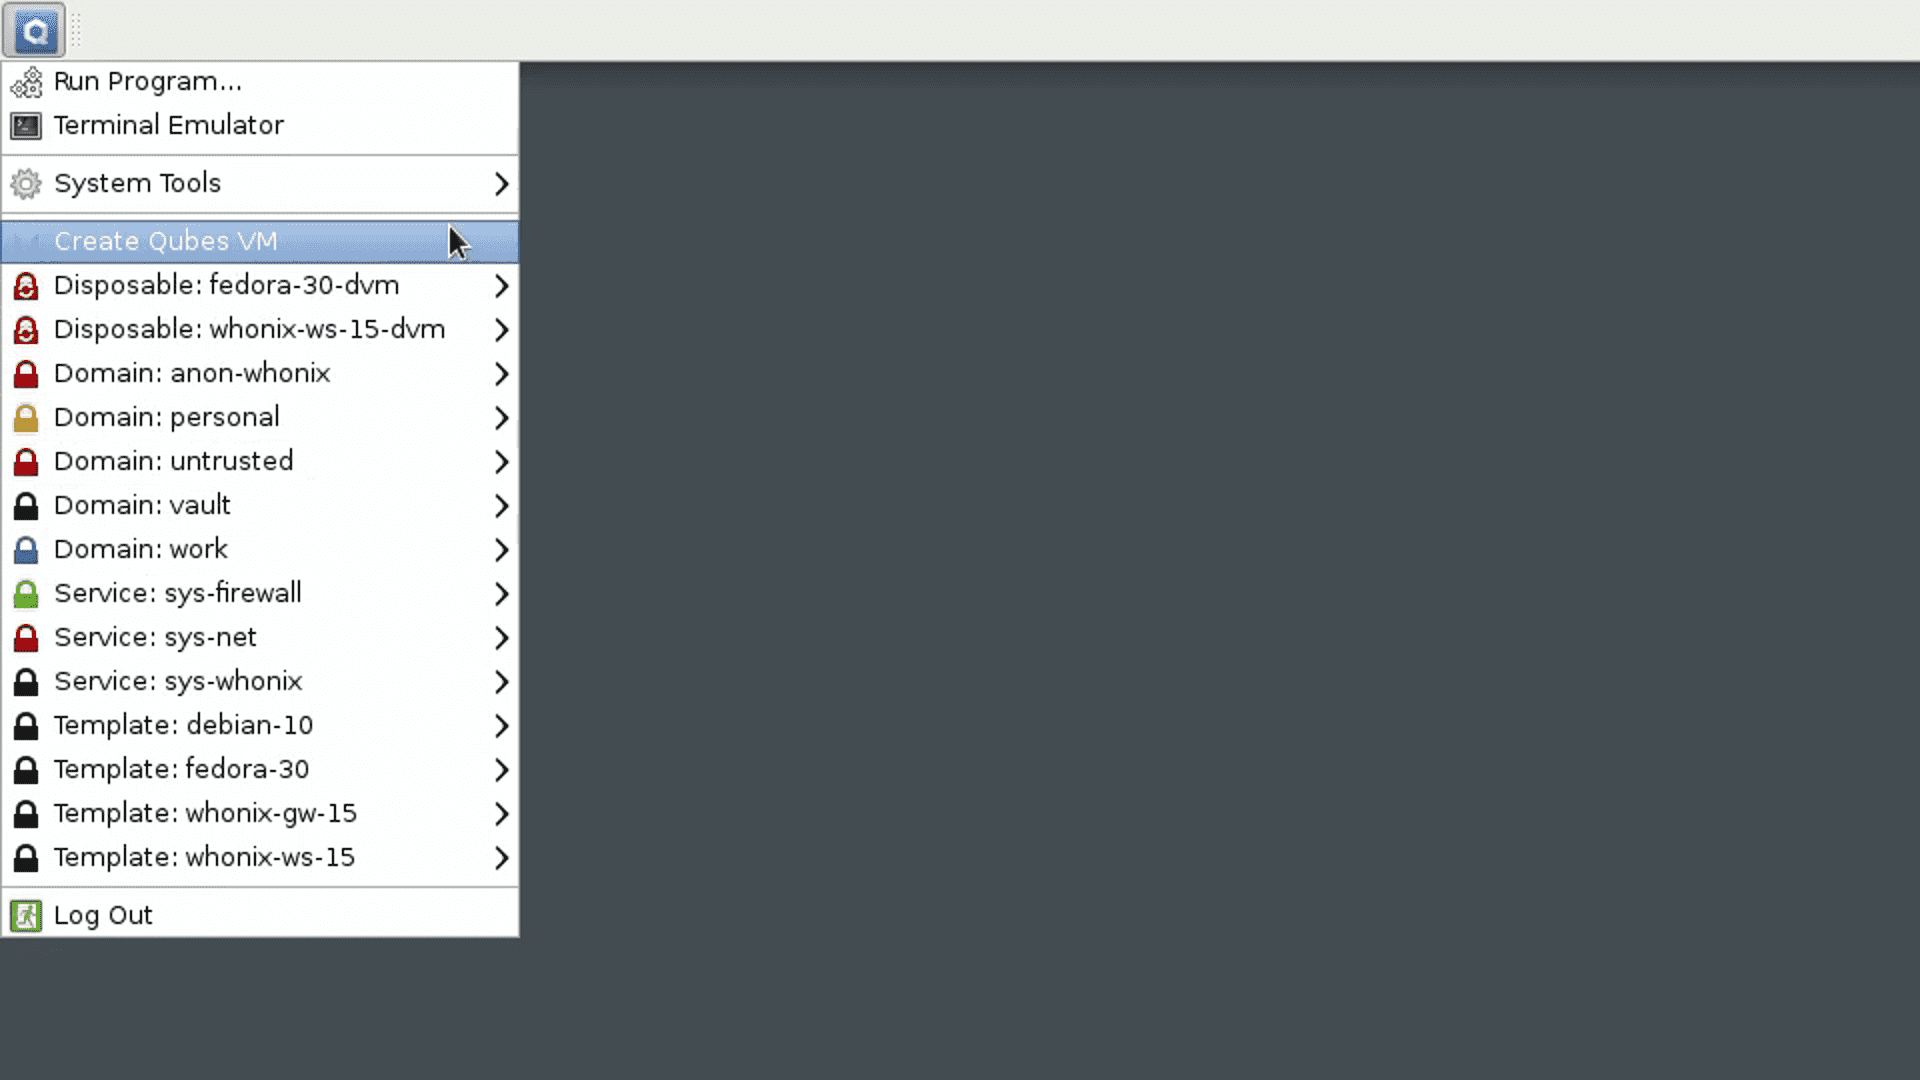 Run Program...
Terminal Emulator
System Tools
Create Qubes VM
Disposable: fedora-30-dvm
Disposable: whonix-ws-15-dvm
Domain: anon-whonix
Domain: personal
Domain: untrusted
Domain: vault
Domain: work
Service: sys-firewall
Service: sys-net
Service: sys-whonix
Template: debian-10
Template: fedora-30
Template: whonix-gw-15
Template: whonix-ws-15
Log Out